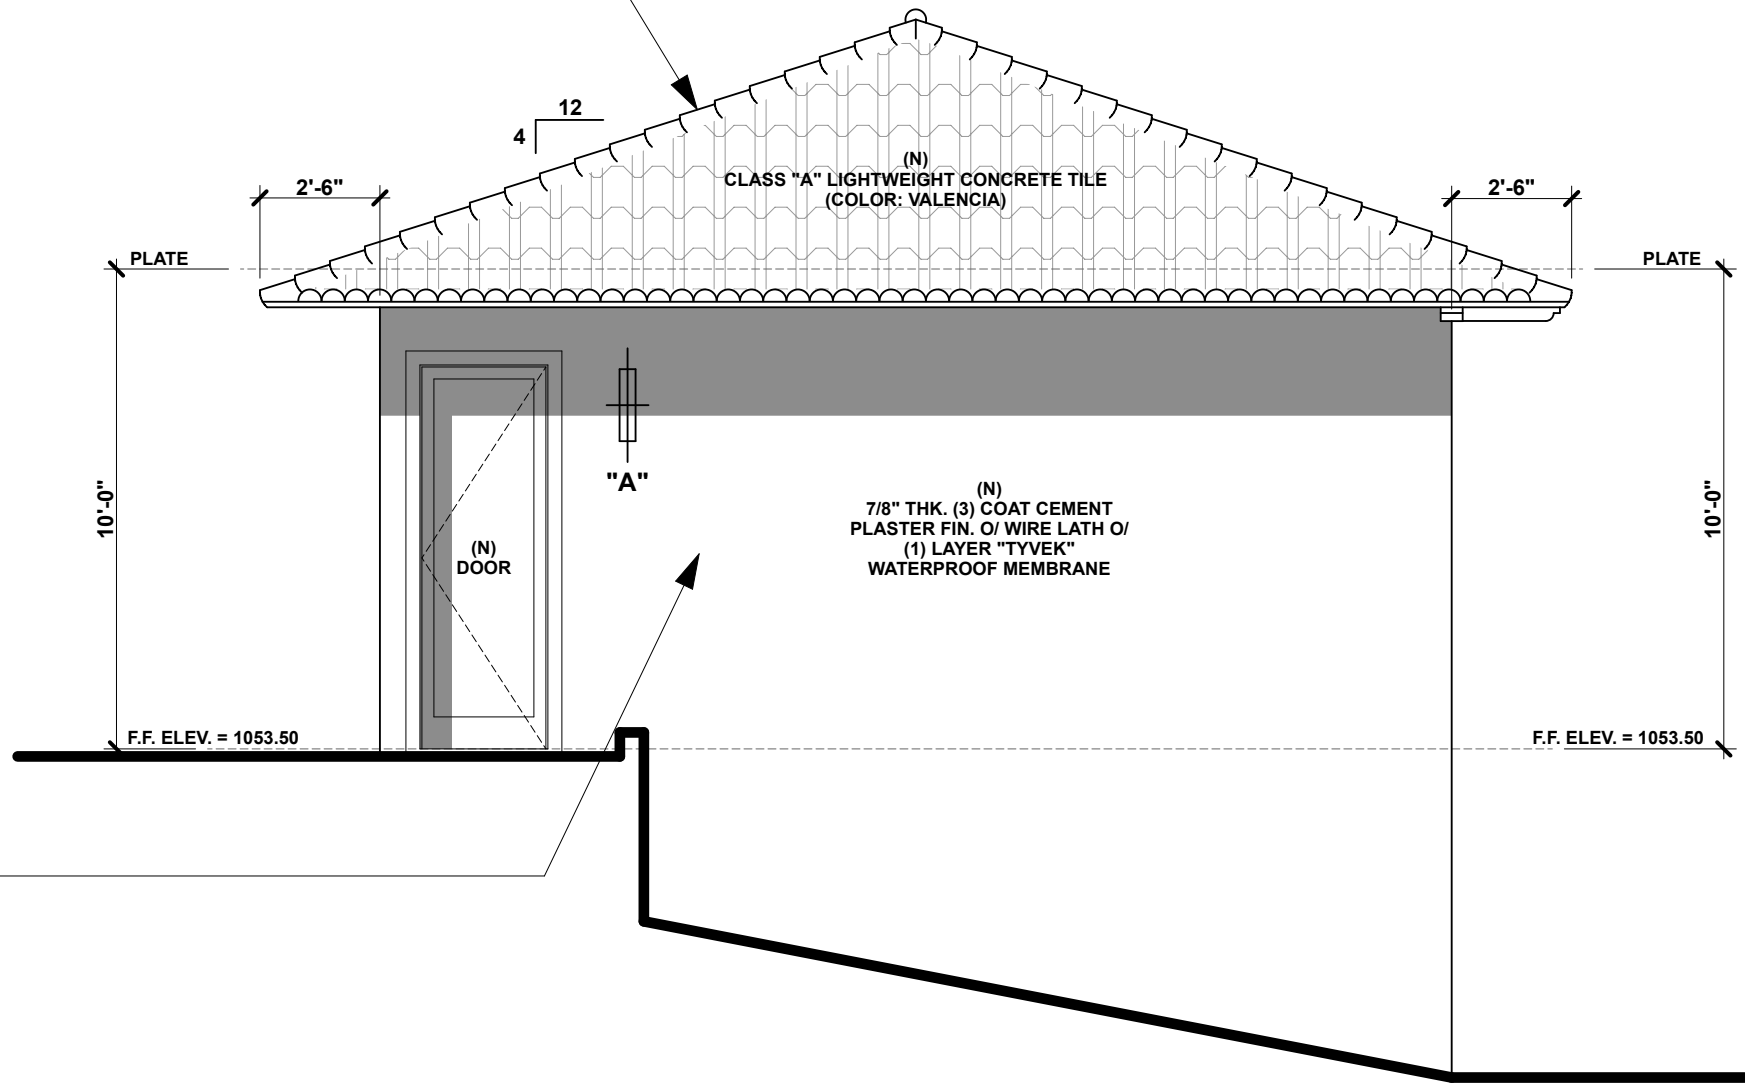 12
4
(N)
CLASS "A" LIGHTWEIGHT CONCRETE TILE
(COLOR: VALENCIA)
2'-6"
2'-6"
PLATE
PLATE
"A"
10'-0"
(N)
7/8" THK. (3) COAT CEMENT
PLASTER FIN. O/ WIRE LATH O/
(1) LAYER "TYVEK"
WATERPROOF MEMBRANE
10'-0"
(N)
DOOR
F.F. ELEV. = 1053.50
F.F. ELEV. = 1053.50